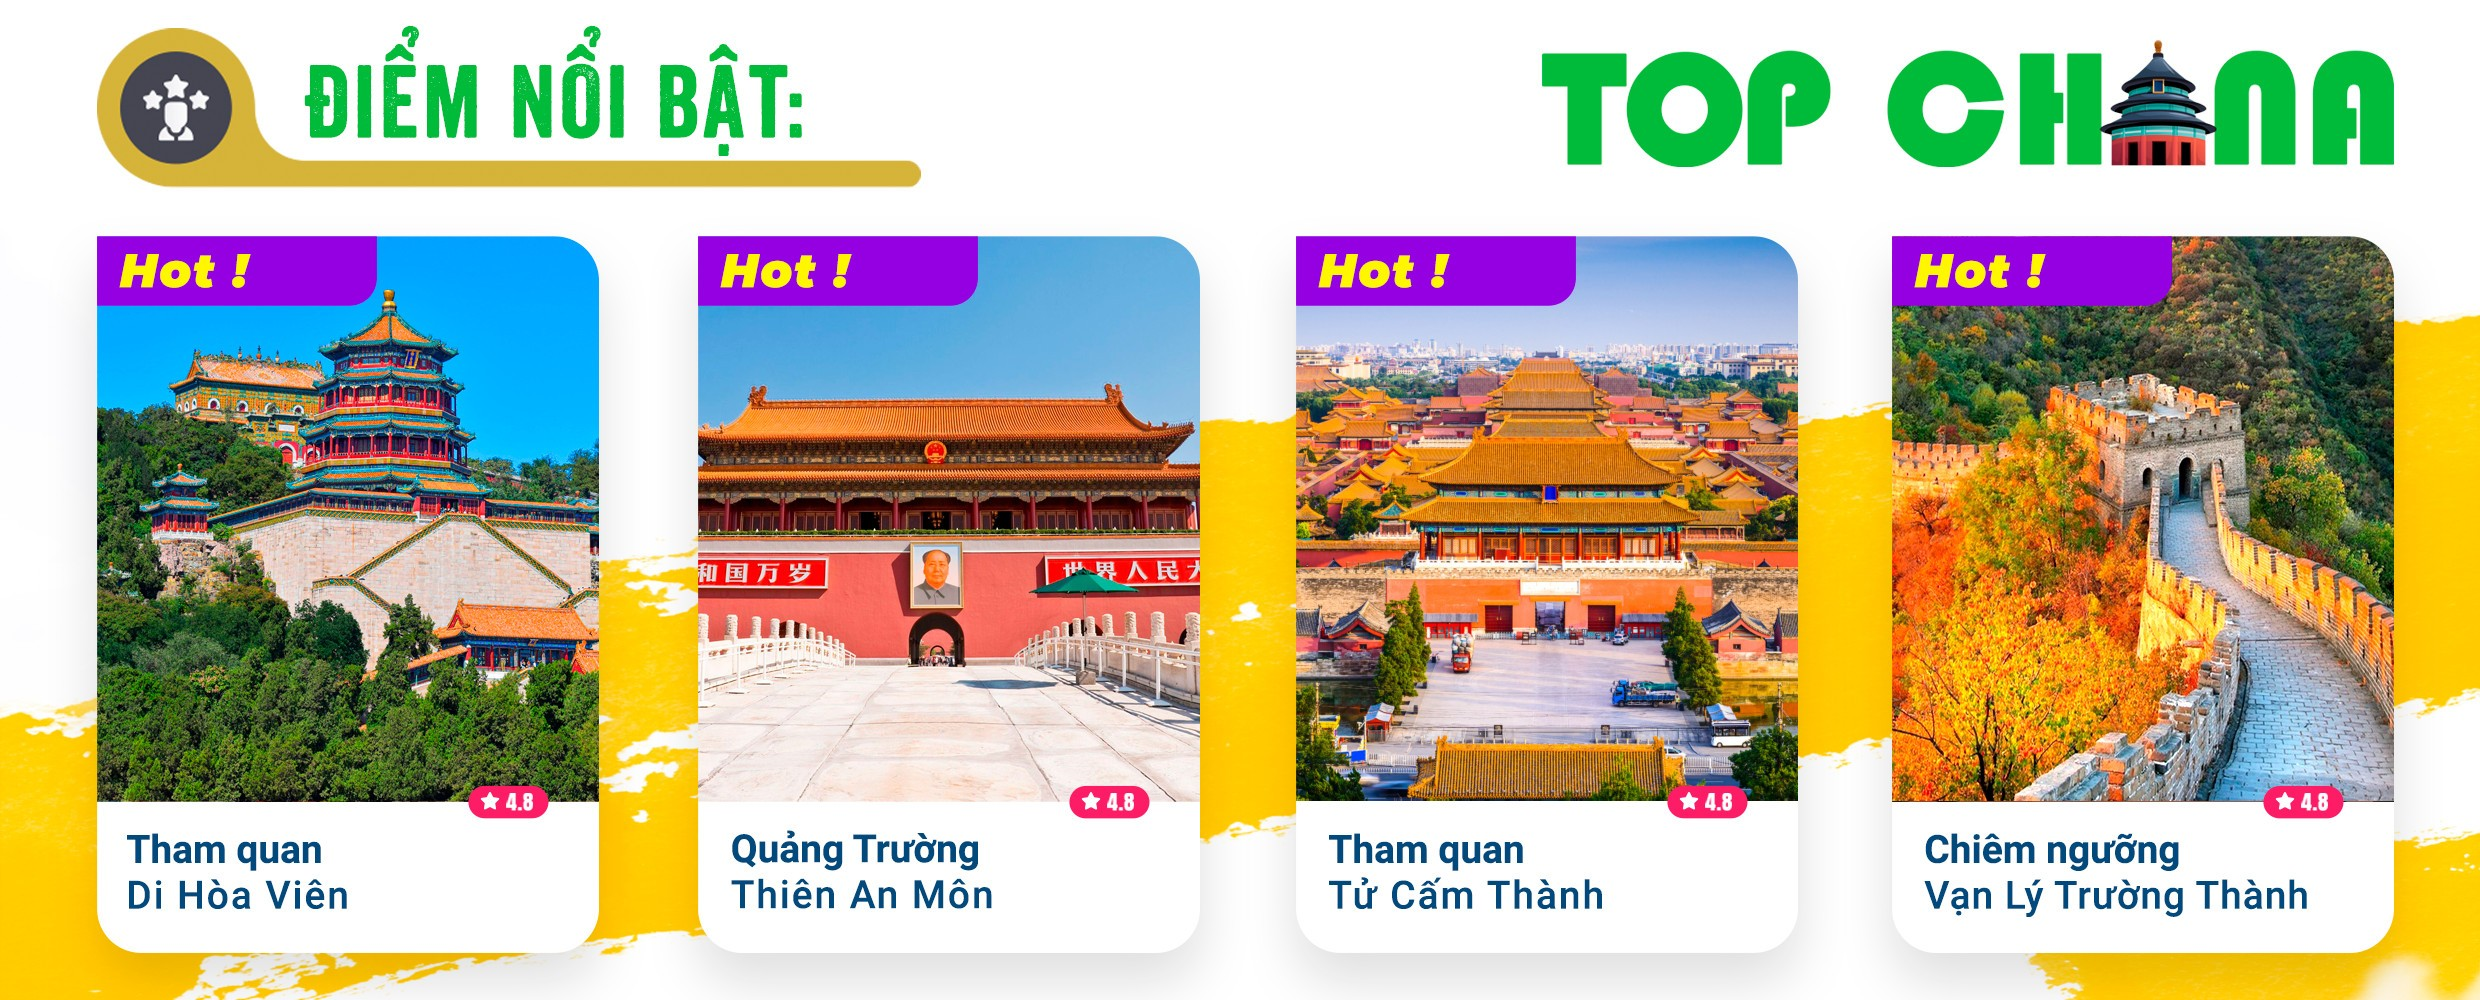 ĐIỂM NỔI BẬT:
TOP CHINA
Hot !
Hot !
Hot !
Hot !
和国万岁
世界人民大
★ 4.8
★ 4.8
★ 4.8
★ 4.8
Tham quan
Di Hòa Viên
Quảng Trường
Thiên An Môn
Tham quan
Tử Cấm Thành
Chiêm ngưỡng
Vạn Lý Trường Thành